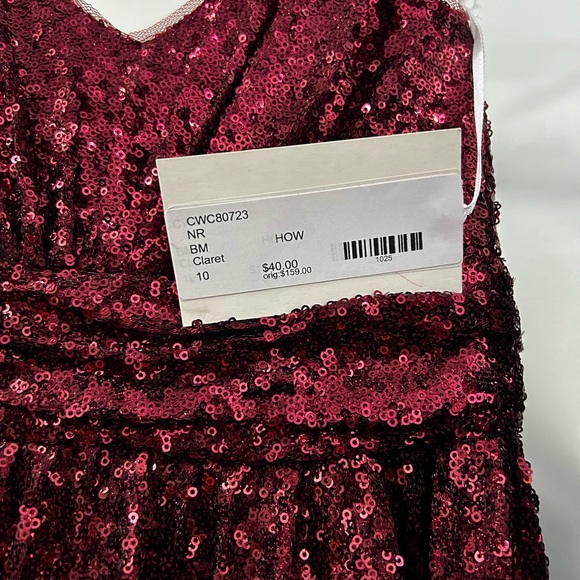 CWC80723
NR
BM HOW
Claret
10 $40.00
orig:$159.00
1025